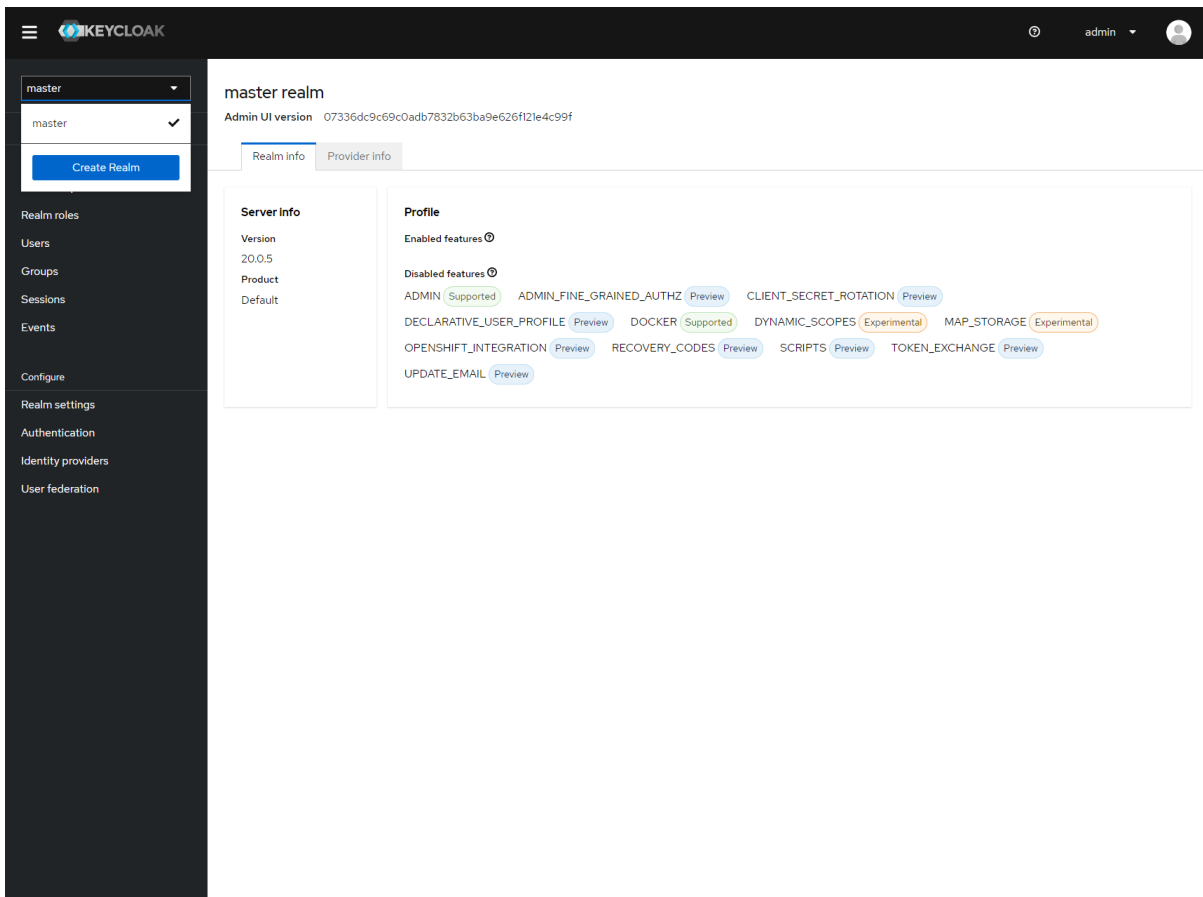 KEYCLOAK
admin
master
master
Create Realm
Realm roles
Users
Groups
Sessions
Events
Configure
Realm settings
Authentication
Identity providers
User federation
master realm
Admin UI version 07336dc9c69c0adb7832b63ba9e626f121e4c99f
Realm info Provider info
Server info
Version
20.0.5
Product
Default
Profile
Enabled features
Disabled features
ADMIN Supported ADMIN_FINE_GRAINED_AUTHZ Preview CLIENT_SECRET_ROTATION Preview
DECLARATIVE_USER_PROFILE Preview DOCKER Supported DYNAMIC_SCOPES Experimental MAP_STORAGE Experimental
OPENSHIFT_INTEGRATION Preview RECOVERY_CODES Preview SCRIPTS Preview TOKEN_EXCHANGE Preview
UPDATE_EMAIL Preview